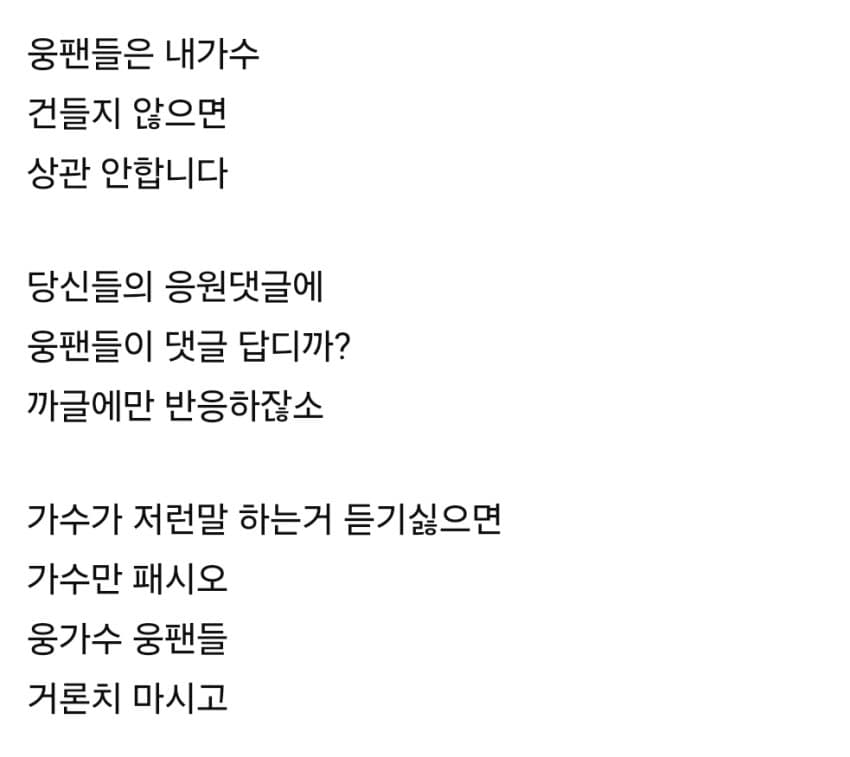 웅팬들은 내가수
건들지 않으면
상관 안합니다
당신들의 응원댓글에
웅팬들이 댓글 답디까?
까글에만 반응하잖소
가수가 저런말 하는거 듣기싫으면
가수만 패시오
웅가수 웅팬들
거론치 마시고